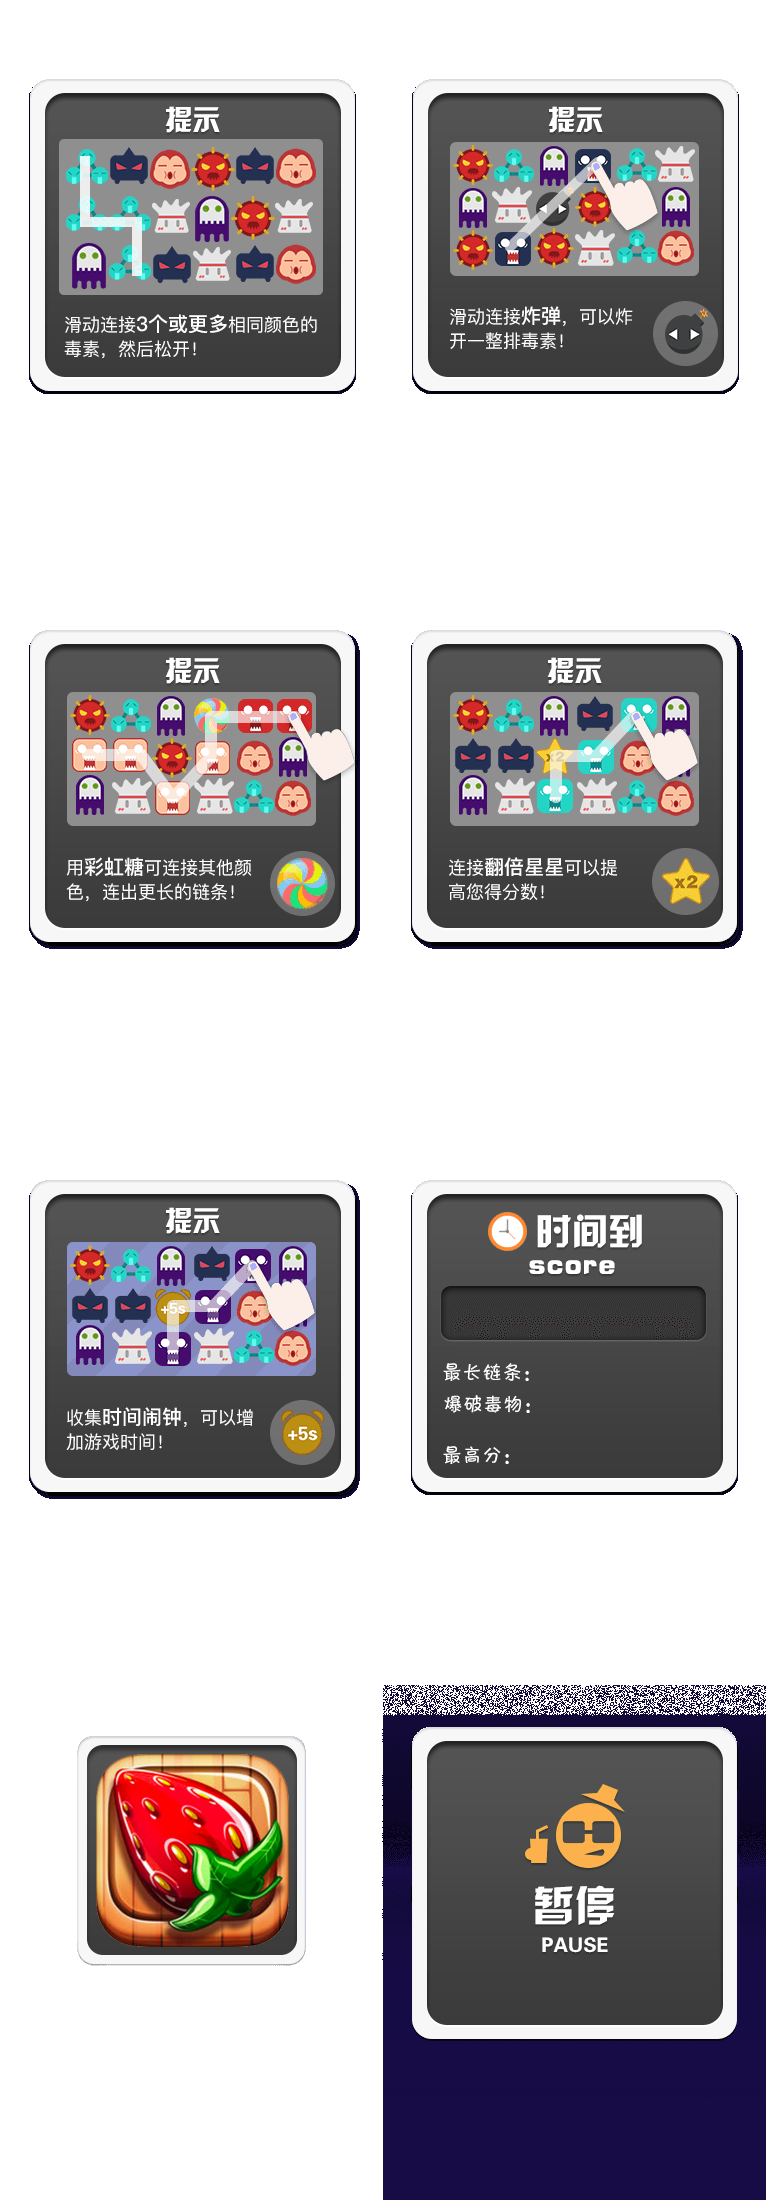 提示
滑动连接3个或更多相同颜色的
毒素，然后松开！
提示
滑动连接炸弹，可以炸
开一整排毒素！
提示
用彩虹糖可连接其他颜
色，连出更长的链条！
提示
x2
连接翻倍星星可以提
高您得分数！
x2
提示
+5s
收集时间闹钟，可以增
加游戏时间！
+5s
时间到
score
最长链条：
爆破毒物：
最高分：
暂停
PAUSE